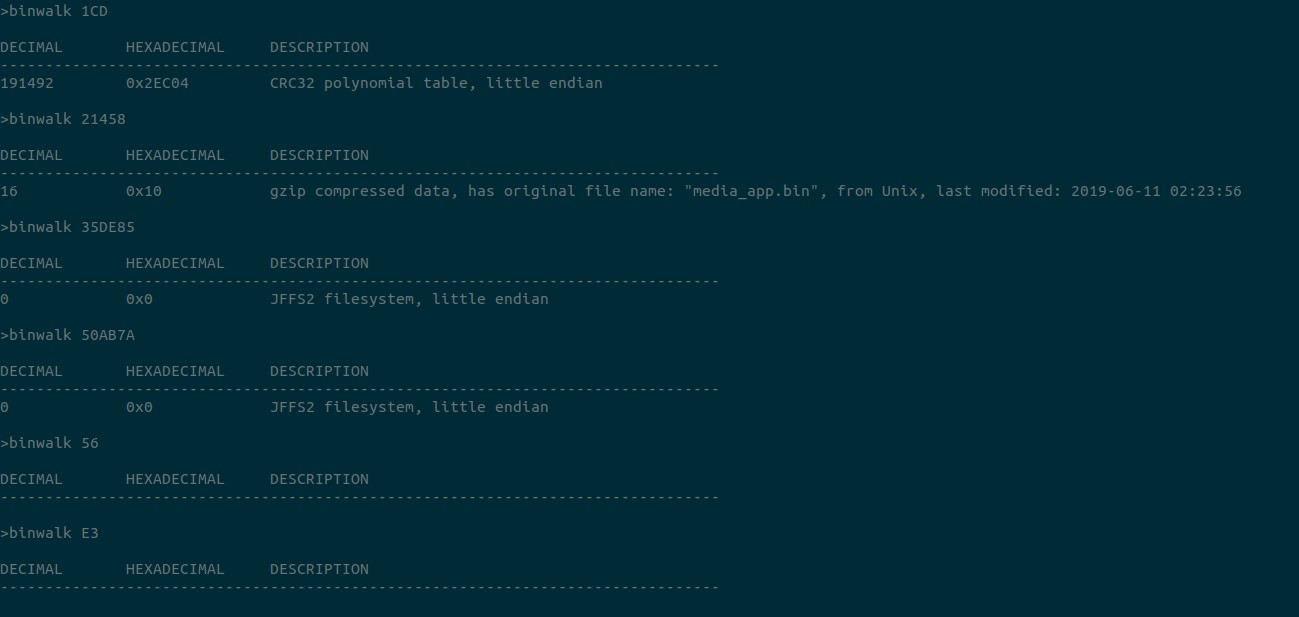 >binwalk 1CD
DECIMAL       HEXADECIMAL     DESCRIPTION
--------------------------------------------------------------------------------
191492        0x2EC04         CRC32 polynomial table, little endian
>binwalk 21458
DECIMAL       HEXADECIMAL     DESCRIPTION
--------------------------------------------------------------------------------
16            0x10            gzip compressed data, has original file name: "media_app.bin", from Unix, last modified: 2019-06-11 02:23:56
>binwalk 35DE85
DECIMAL       HEXADECIMAL     DESCRIPTION
--------------------------------------------------------------------------------
0             0x0             JFFS2 filesystem, little endian
>binwalk 50AB7A
DECIMAL       HEXADECIMAL     DESCRIPTION
--------------------------------------------------------------------------------
0             0x0             JFFS2 filesystem, little endian
>binwalk 56
DECIMAL       HEXADECIMAL     DESCRIPTION
--------------------------------------------------------------------------------
>binwalk E3
DECIMAL       HEXADECIMAL     DESCRIPTION
--------------------------------------------------------------------------------